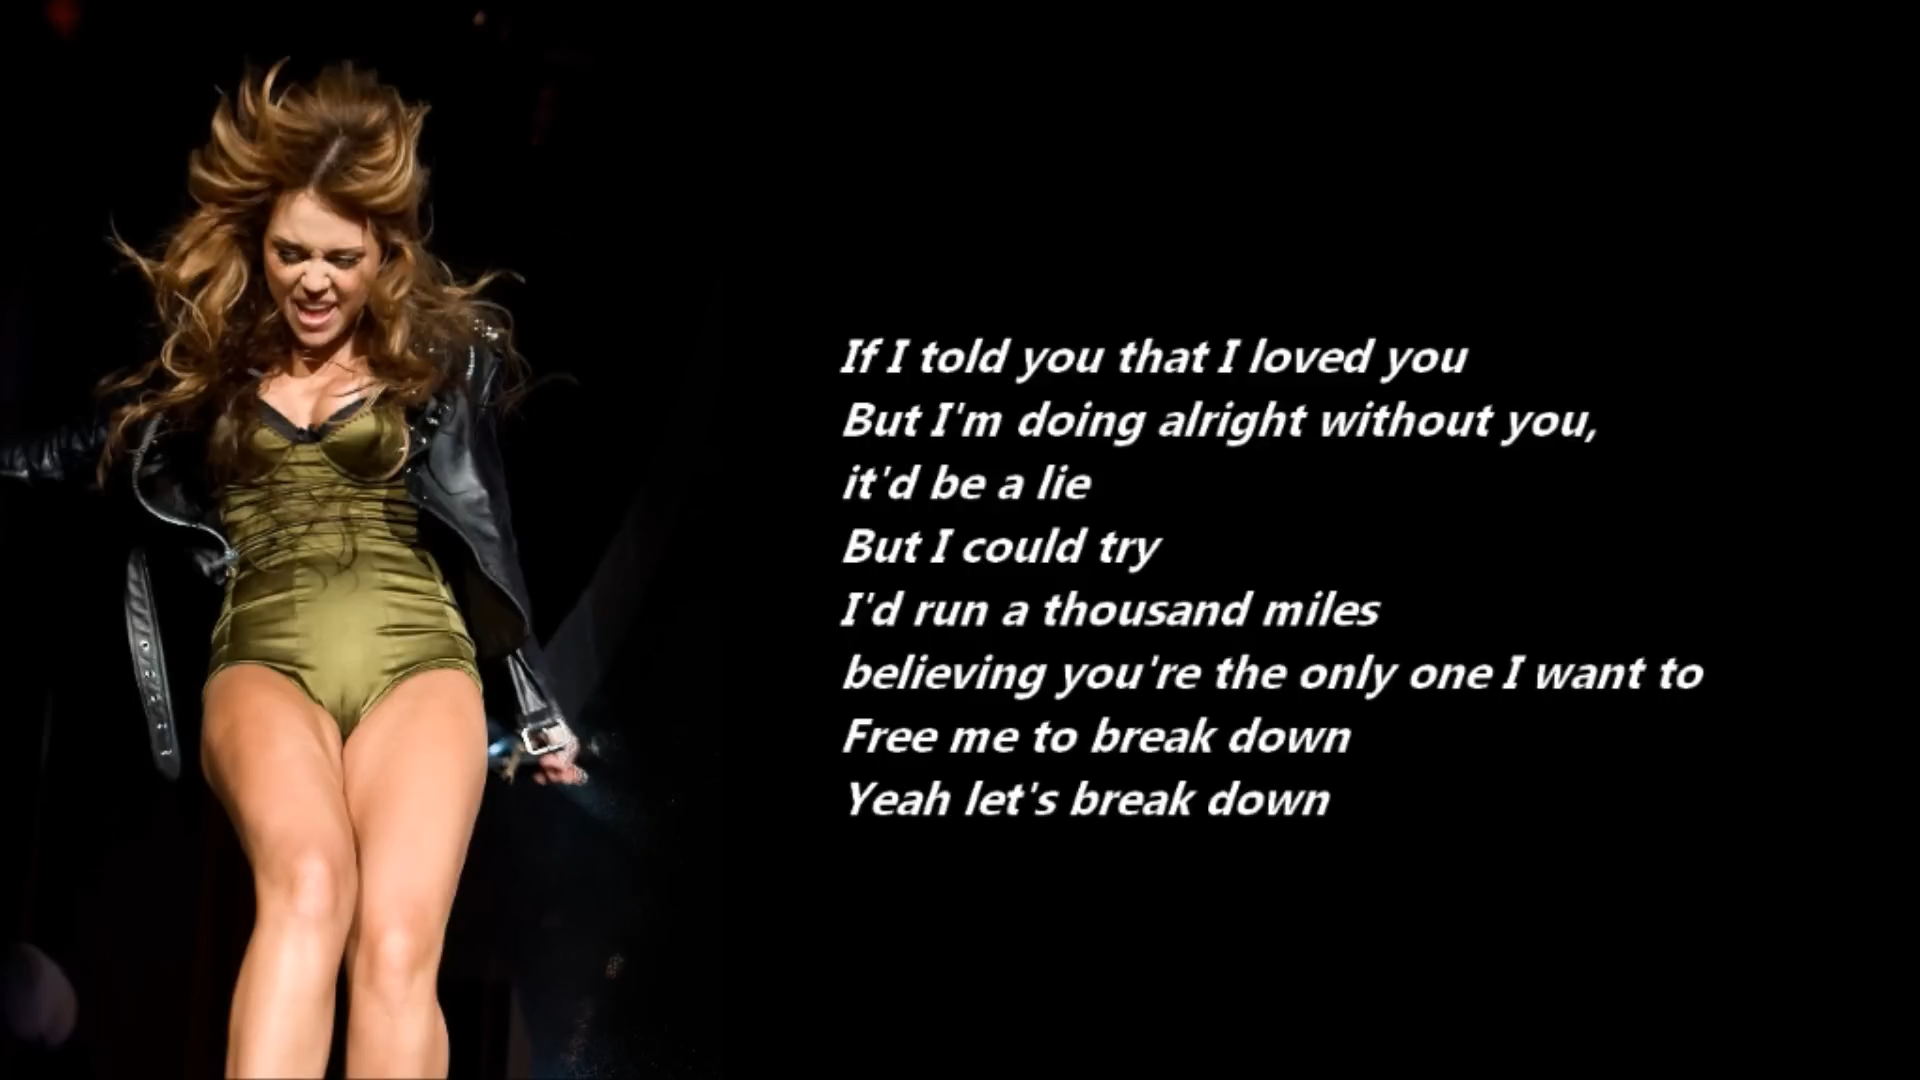 If I told you that I loved you
But I'm doing alright without you,
it'd be a lie
But I could try
I'd run a thousand miles
believing you're the only one I want to
Free me to break down
Yeah let's break down